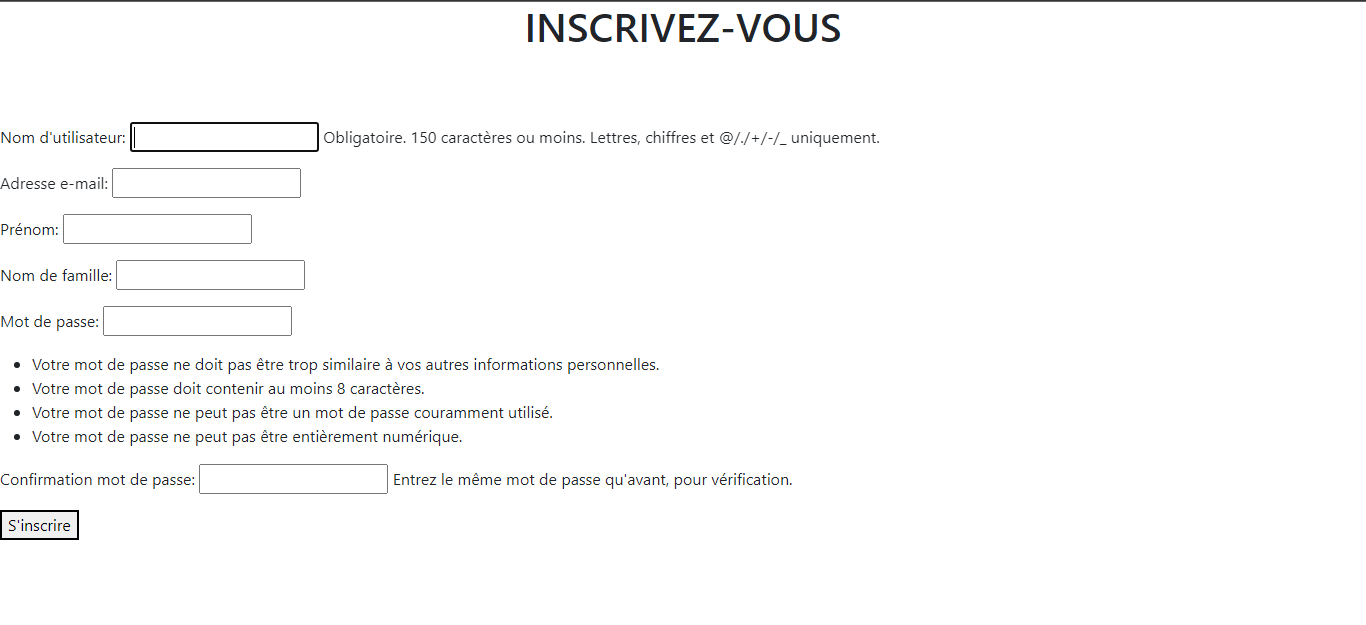 INSCRIVEZ-VOUS
Nom d'utilisateur: Obligatoire. 150 caractères ou moins. Lettres, chiffres et @/./+/-/_ uniquement.
Adresse e-mail:
Prénom:
Nom de famille:
Mot de passe:
Votre mot de passe ne doit pas être trop similaire à vos autres informations personnelles.
Votre mot de passe doit contenir au moins 8 caractères.
Votre mot de passe ne peut pas être un mot de passe couramment utilisé.
Votre mot de passe ne peut pas être entièrement numérique.
Confirmation mot de passe: Entrez le même mot de passe qu'avant, pour vérification.
S'inscrire